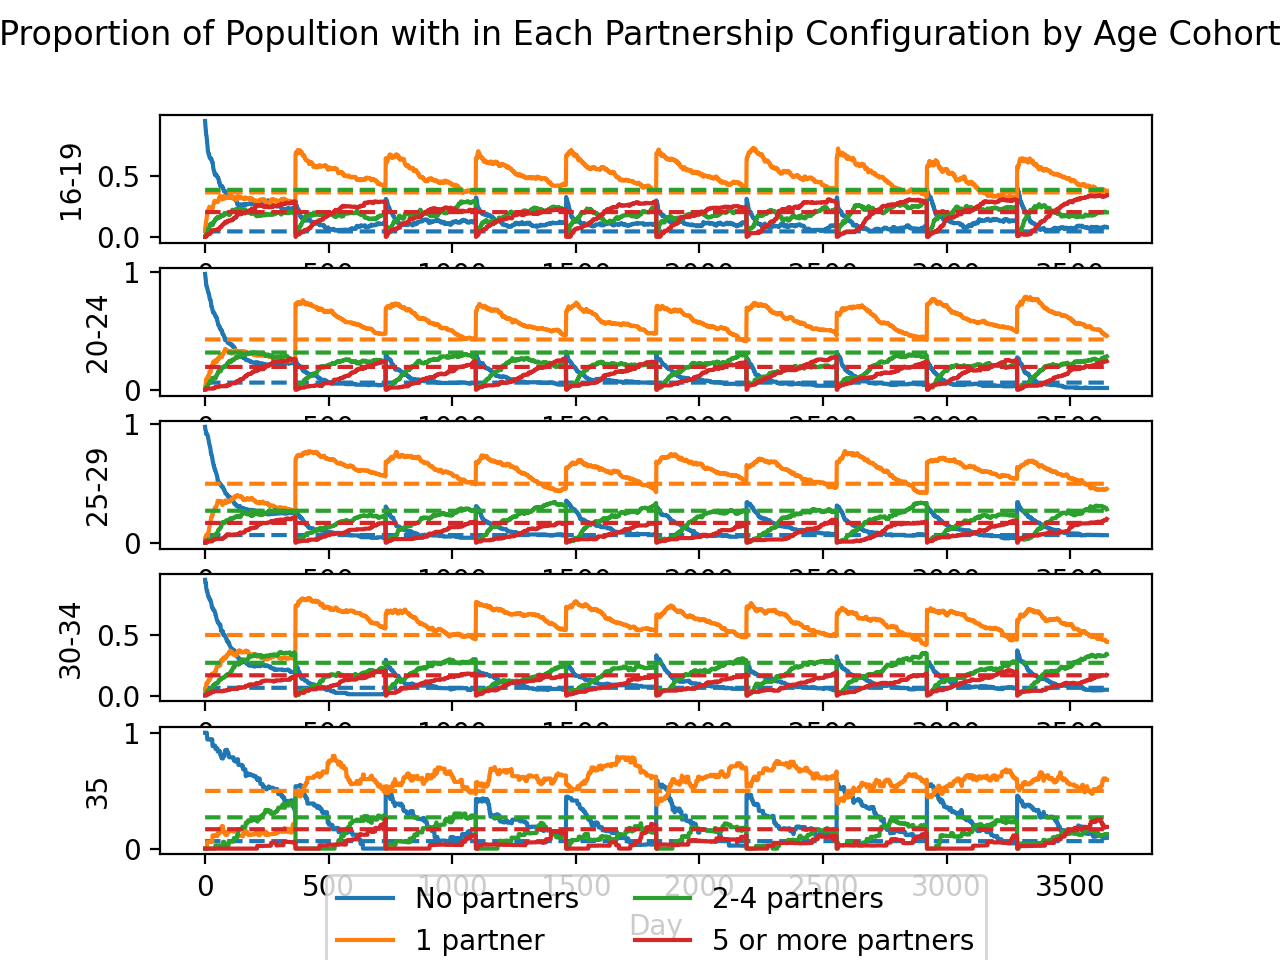 Proportion of Popultion with in Each Partnership Configuration by Age Cohort
16-19
0.5
0.0
0 500 1000 1500 2000 2500 3000 3500
20-24
1
0
0 500 1000 1500 2000 2500 3000 3500
25-29
1
0
0 500 1000 1500 2000 2500 3000 3500
30-34
0.5
0.0
0 500 1000 1500 2000 2500 3000 3500
35
1
0
0 500 1000 1500 2000 2500 3000 3500
Day
No partners 2-4 partners
1 partner 5 or more partners